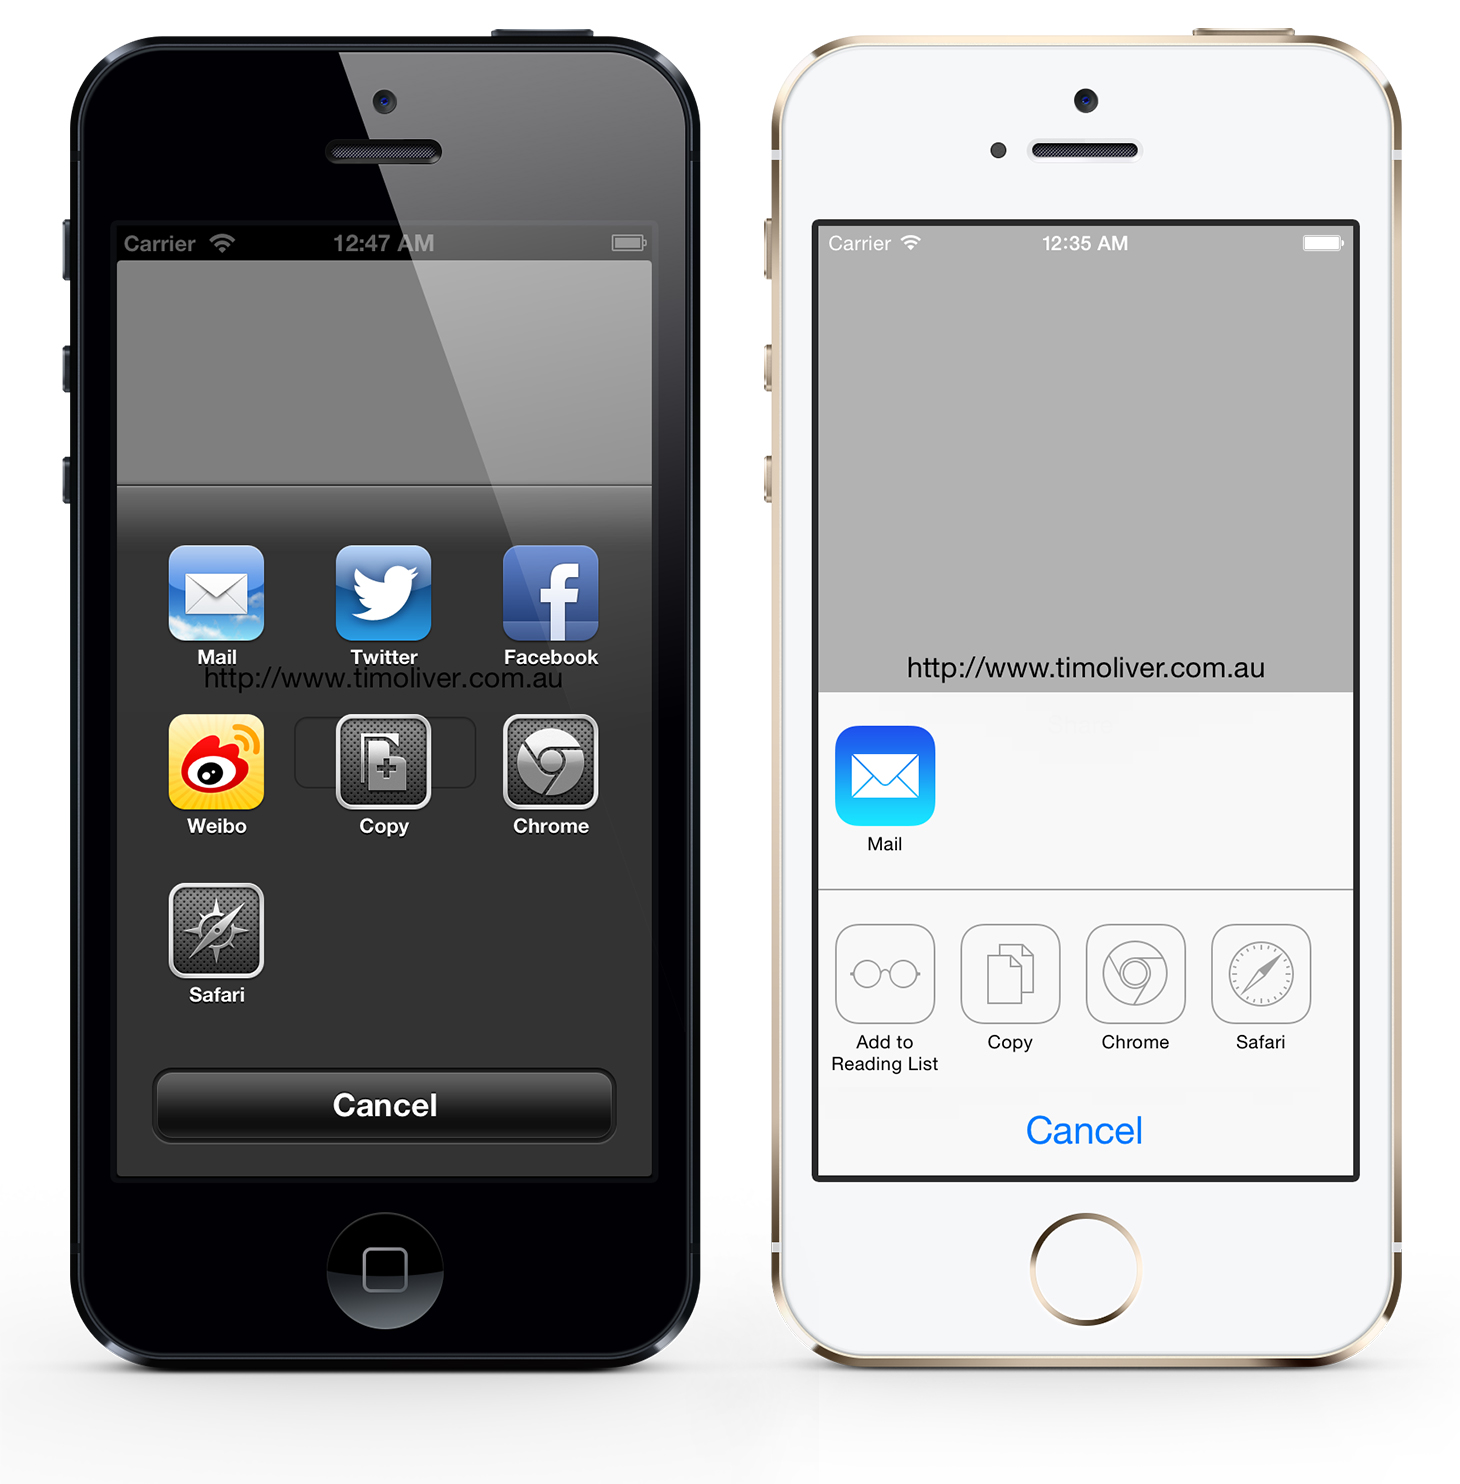 Carrier 12:47 AM
Mail Twitter Facebook
http://www.timoliver.com.au
Weibo Copy Chrome
Safari
Cancel
Carrier 12:35 AM
http://www.timoliver.com.au
Mail
Add to Reading List Copy Chrome Safari
Cancel